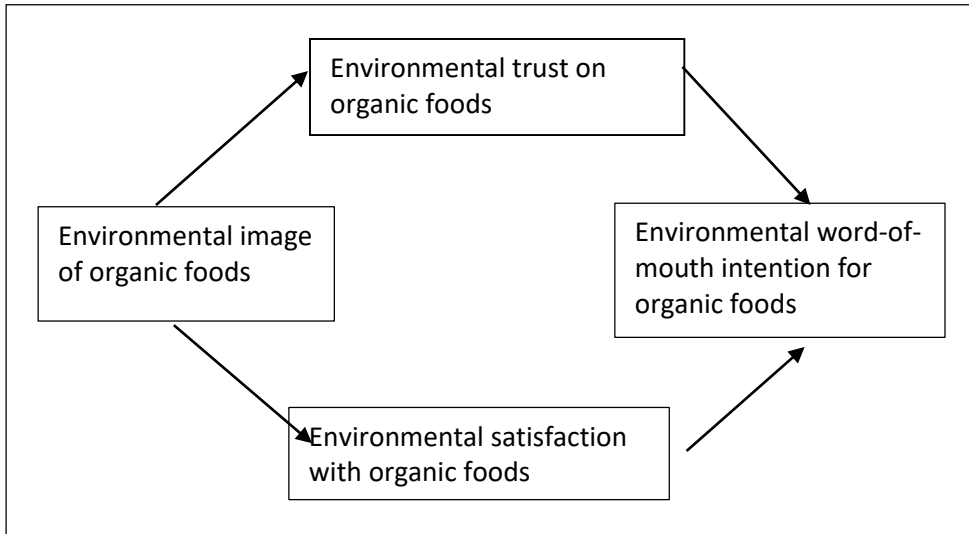 Environmental trust on
organic foods
Environmental image
of organic foods
Environmental word-of-
mouth intention for
organic foods
Environmental satisfaction
with organic foods